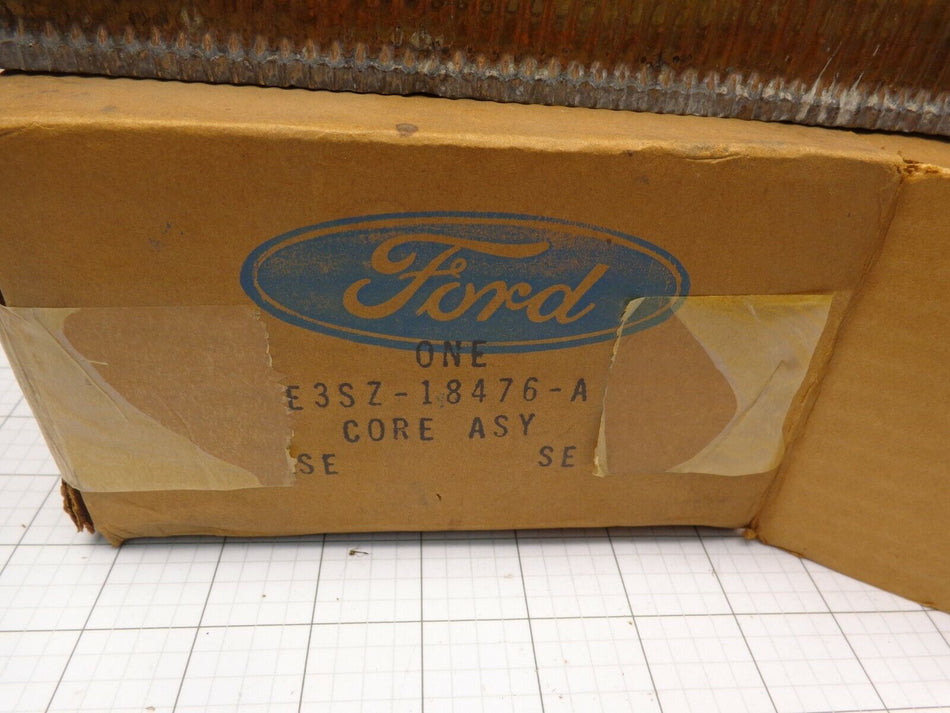 Ford
ONE
E3SZ-18476-A
CORE ASY
SE SE